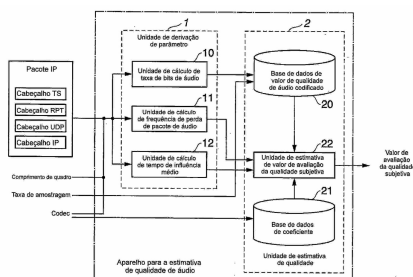 1
2
Unidade de derivação
de parâmetro
10
Pacote IP
Cabeçalho TS
Cabeçalho RPT
Cabeçalho UDP
Cabeçalho IP
Unidade de cálculo de
taxa de bits de áudio
Base de dados de
valor de qualidade
de áudio codificado
20
11
Unidade de cálculo
de frequência de perda
de pacote de áudio
22
12
Unidade de cálculo
de tempo de influência
médio
Unidade de estimativa
de valor de avaliação
da qualidade subjetiva
Valor de
avaliação
da qualidade
subjetiva
Comprimento de quadro
Taxa de amostragem
Codec
21
Base de dados
de coeficiente
Aparelho para a estimativa
de qualidade de áudio
Unidade de estimativa
de qualidade